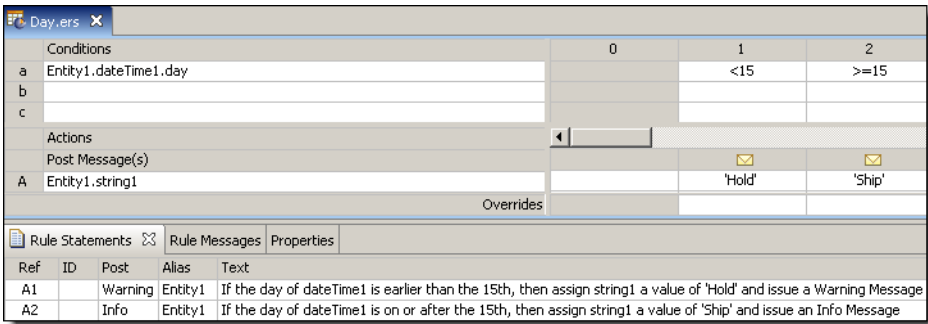 Day.ers
Conditions 0 1 2
a Entity1.dateTime1.day <15 >=15
b
c
Actions
Post Message(s)
A Entity1.string1 'Hold' 'Ship'
Overrides
Rule Statements Rule Messages Properties
Ref ID Post Alias Text
A1 Warning Entity1 If the day of dateTime1 is earlier than the 15th, then assign string1 a value of 'Hold' and issue a Warning Message
A2 Info Entity1 If the day of dateTime1 is on or after the 15th, then assign string1 a value of 'Ship' and issue an Info Message